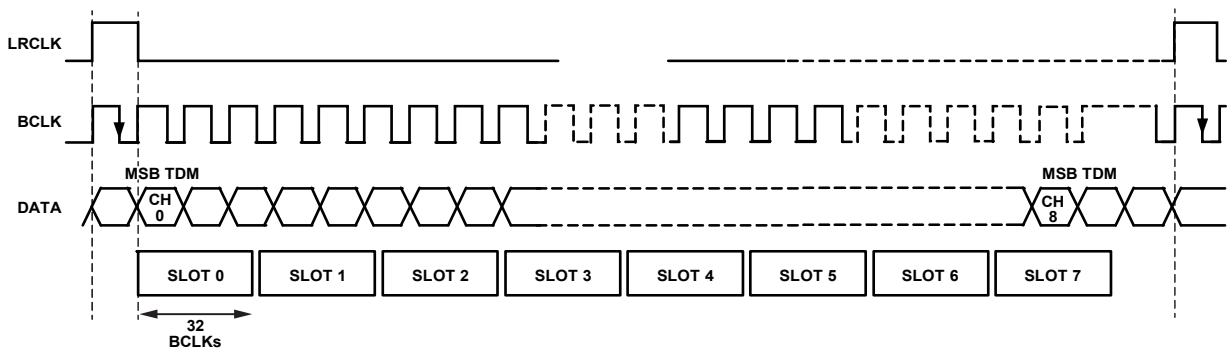 LRCLK
BCLK
MSB TDM
MSB TDM
DATA
CH
0
CH
8
SLOT 0
SLOT 1
SLOT 2
SLOT 3
SLOT 4
SLOT 5
SLOT 6
SLOT 7
32
BCLKs